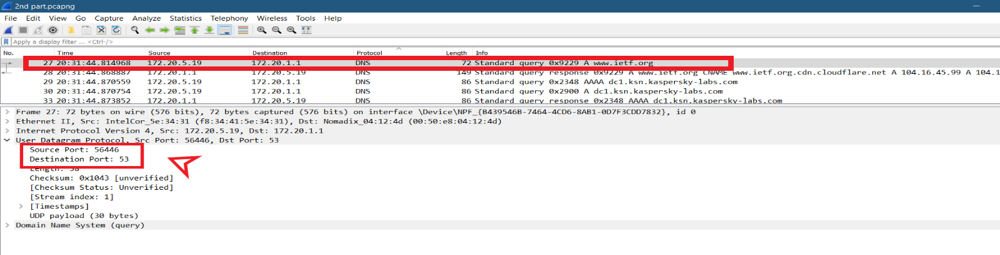 2nd part.pcapng
File Edit View Go Capture Analyze Statistics Telephony Wireless Tools Help
Apply a display filter ... <Ctrl-/>
No. Time Source Destination Protocol Length Info
27 20:31:44.814968 172.20.5.19 172.20.1.1 DNS 72 Standard query 0x9229 A www.ietf.org
28 20:31:44.868887 172.20.1.1 172.20.5.19 DNS 149 Standard query response 0x9229 A www.ietf.org CNAME www.ietf.org.cdn.cloudflare.net A 104.16.45.99 A 104.1
29 20:31:44.870559 172.20.5.19 172.20.1.1 DNS 86 Standard query 0x2348 AAAA dc1.ksn.kaspersky-labs.com
30 20:31:44.870754 172.20.5.19 172.20.1.1 DNS 86 Standard query 0x2900 A dc1.ksn.kaspersky-labs.com
33 20:31:44.873852 172.20.1.1 172.20.5.19 DNS 86 Standard query response 0x2348 AAAA dc1.ksn.kaspersky-labs.com
Frame 27: 72 bytes on wire (576 bits), 72 bytes captured (576 bits) on interface \Device\NPF_{B439546B-7464-4CD6-8AB1-0D7F3CDD7832}, id 0
Ethernet II, Src: IntelCor_5e:34:31 (f8:34:41:5e:34:31), Dst: Nomadix_04:12:4d (00:50:e8:04:12:4d)
Internet Protocol Version 4, Src: 172.20.5.19, Dst: 172.20.1.1
User Datagram Protocol, Src Port: 56446, Dst Port: 53
Source Port: 56446
Destination Port: 53
Length: 38
Checksum: 0x1043 [unverified]
[Checksum Status: Unverified]
[Stream index: 1]
[Timestamps]
UDP payload (30 bytes)
Domain Name System (query)